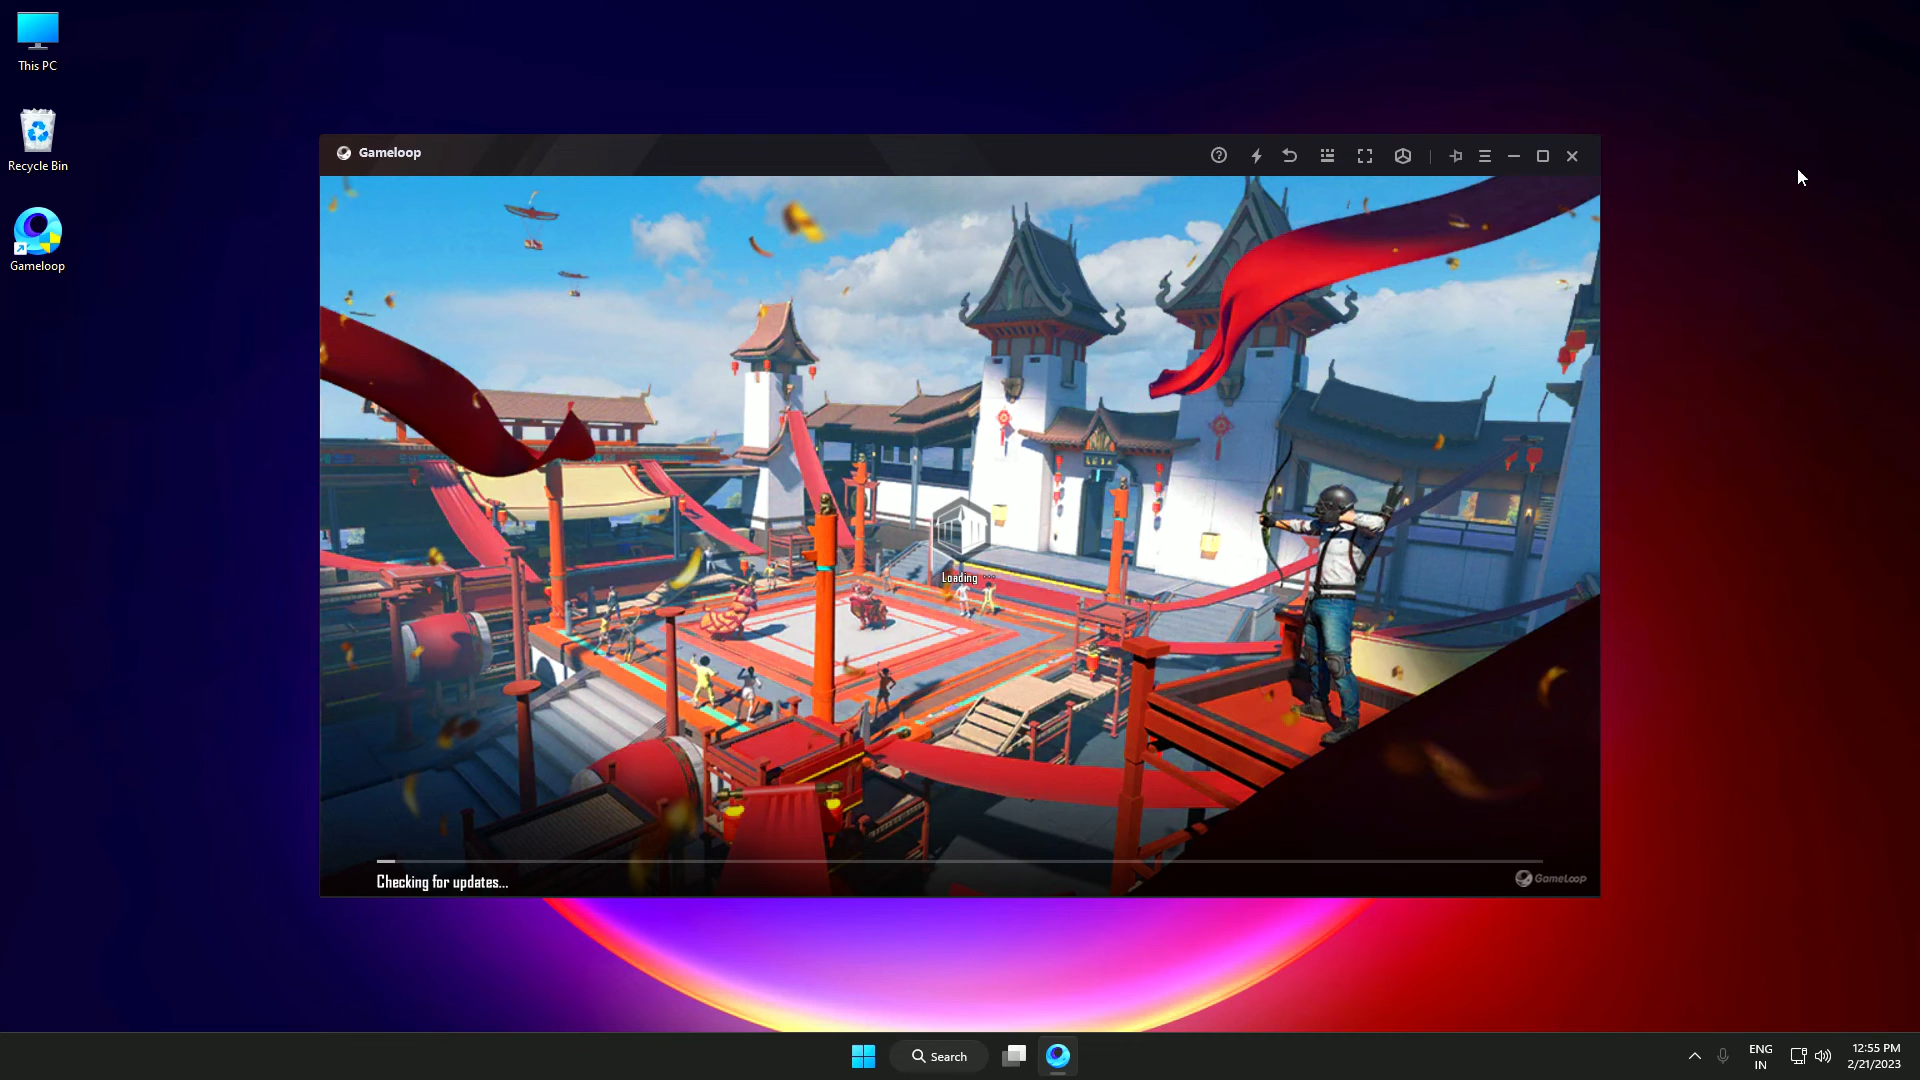 This PC
Recycle Bin
Gameloop
Gameloop
Loading ...
Checking for updates...
GameLoop
Search
ENG
IN
12:55 PM
2/21/2023